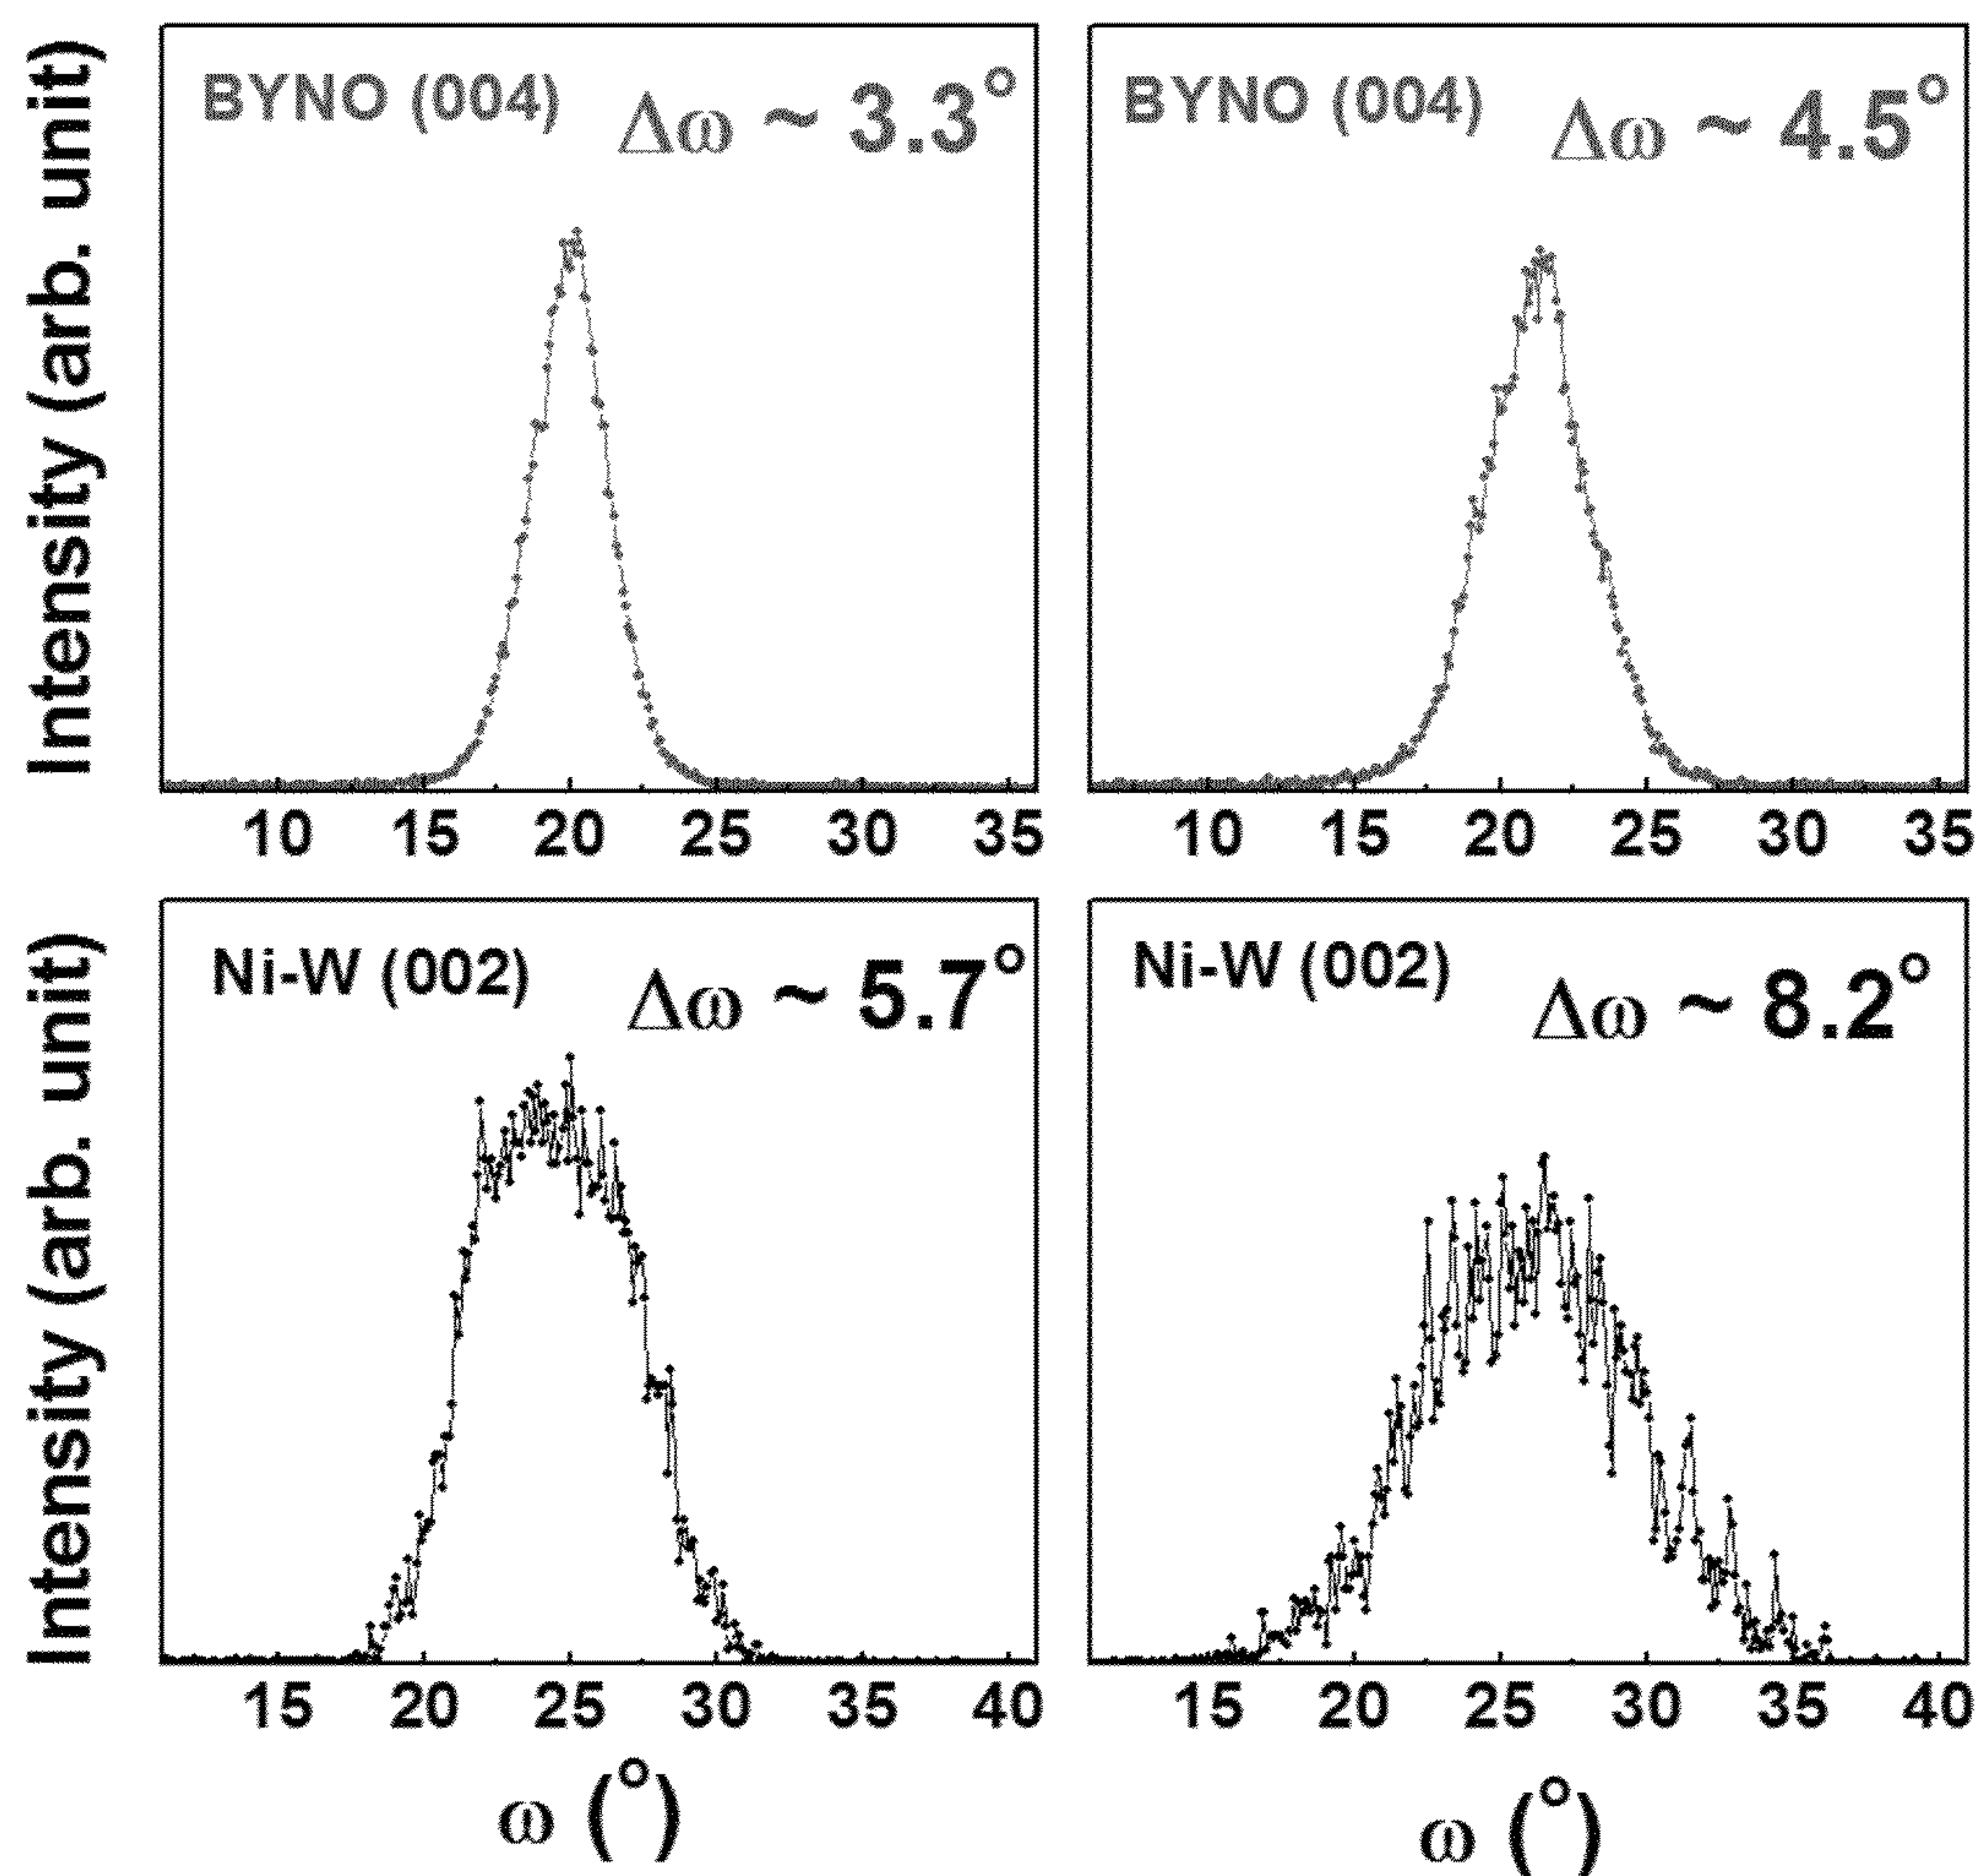 Intensity (arb. unit)
BYNO (004) Δω ~ 3.3°
10 15 20 25 30 35
BYNO (004) Δω ~ 4.5°
10 15 20 25 30 35
Intensity (arb. unit)
Ni-W (002) Δω ~ 5.7°
15 20 25 30 35 40
ω (°)
Ni-W (002) Δω ~ 8.2°
15 20 25 30 35 40
ω (°)